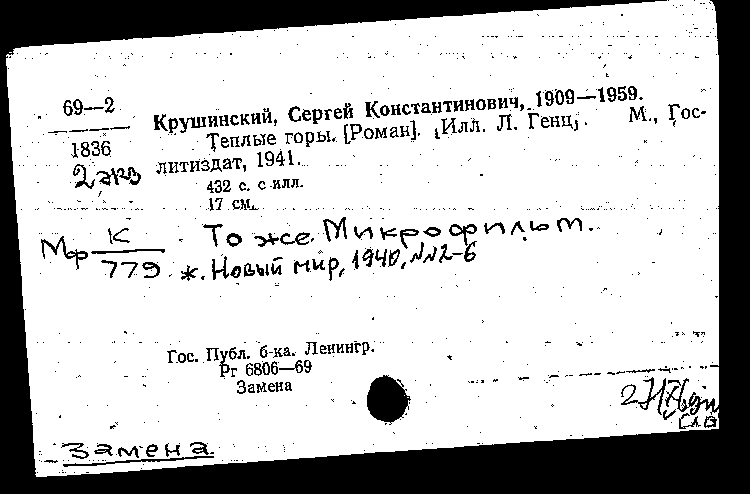 69—2
1836
2 экз
Крушинский, Сергей Константинович, 1909—1959.
Теплые горы. [Роман]. [Илл. Л. Генц]. М., Гос-
литиздат, 1941.
432 с. с илл.
17 см.
Мф К
779
То же. Микрофильм.
ж. Новый мир, 1940, №№2-6
Гос. Публ. б-ка. Ленингр.
Рг 6806—69
Замена
Замена